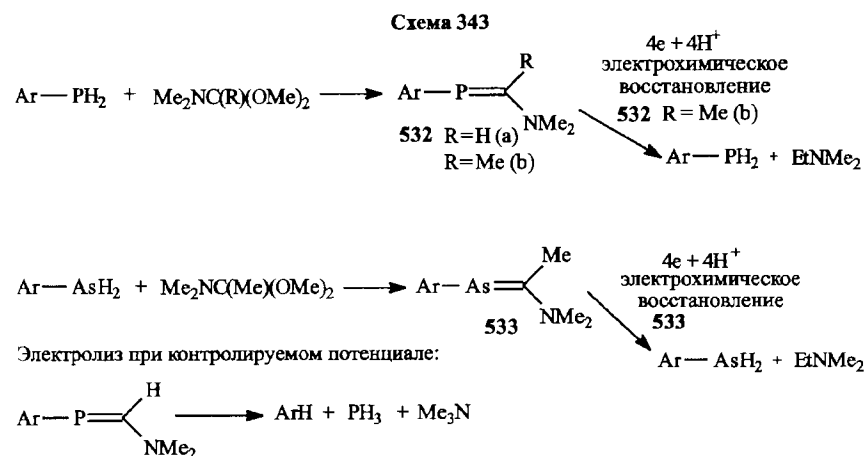 Схема 343
Ar—PH₂ + Me₂NC(R)(OMe)₂ ⟶ Ar—P=C(R)NMe₂
4e + 4H⁺
электрохимическое
восстановление
532 R = Me (b)
532 R=H (a)
R=Me (b)
Ar—PH₂ + EtNMe₂
Ar—AsH₂ + Me₂NC(Me)(OMe)₂ ⟶ Ar—As=C(Me)NMe₂
533
4e + 4H⁺
электрохимическое
восстановление
533
Ar—AsH₂ + EtNMe₂
Электролиз при контролируемом потенциале:
Ar—P=C(H)NMe₂ ⟶ ArH + PH₃ + Me₃N